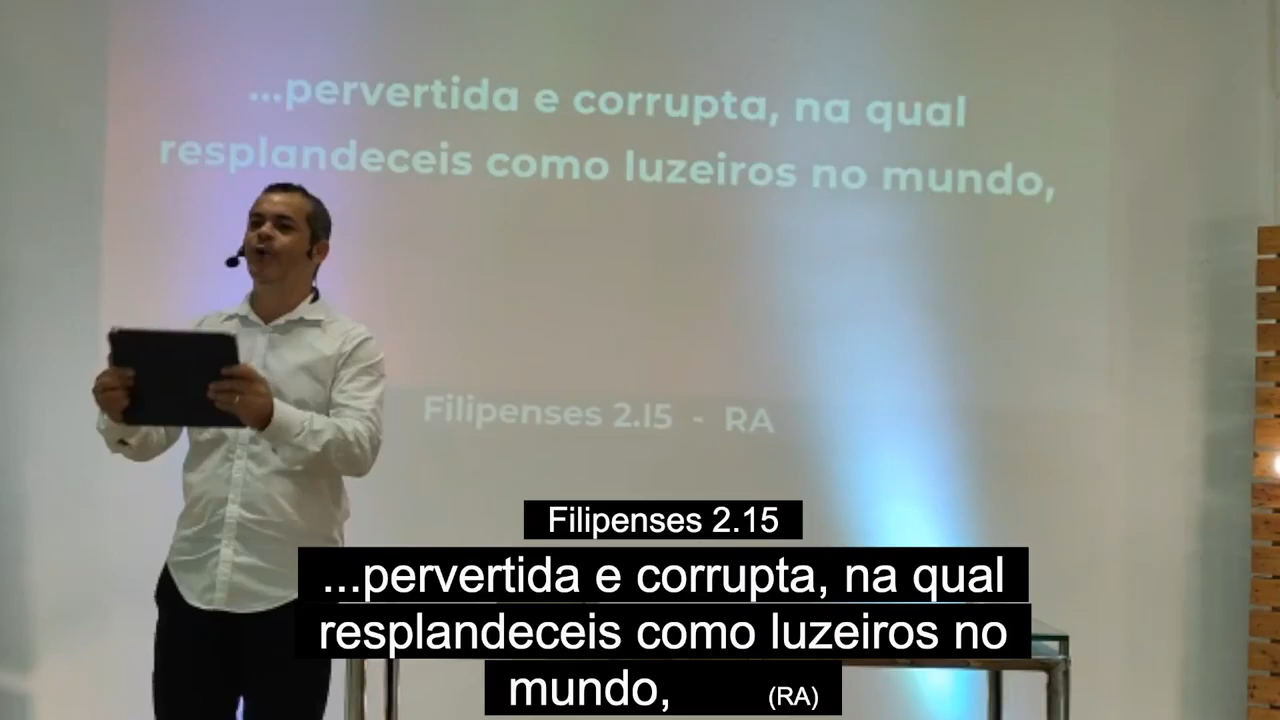 ...pervertida e corrupta, na qual
resplandeceis como luzeiros no mundo,
Filipenses 2.15 - RA
Filipenses 2.15
...pervertida e corrupta, na qual
resplandeceis como luzeiros no
mundo, (RA)